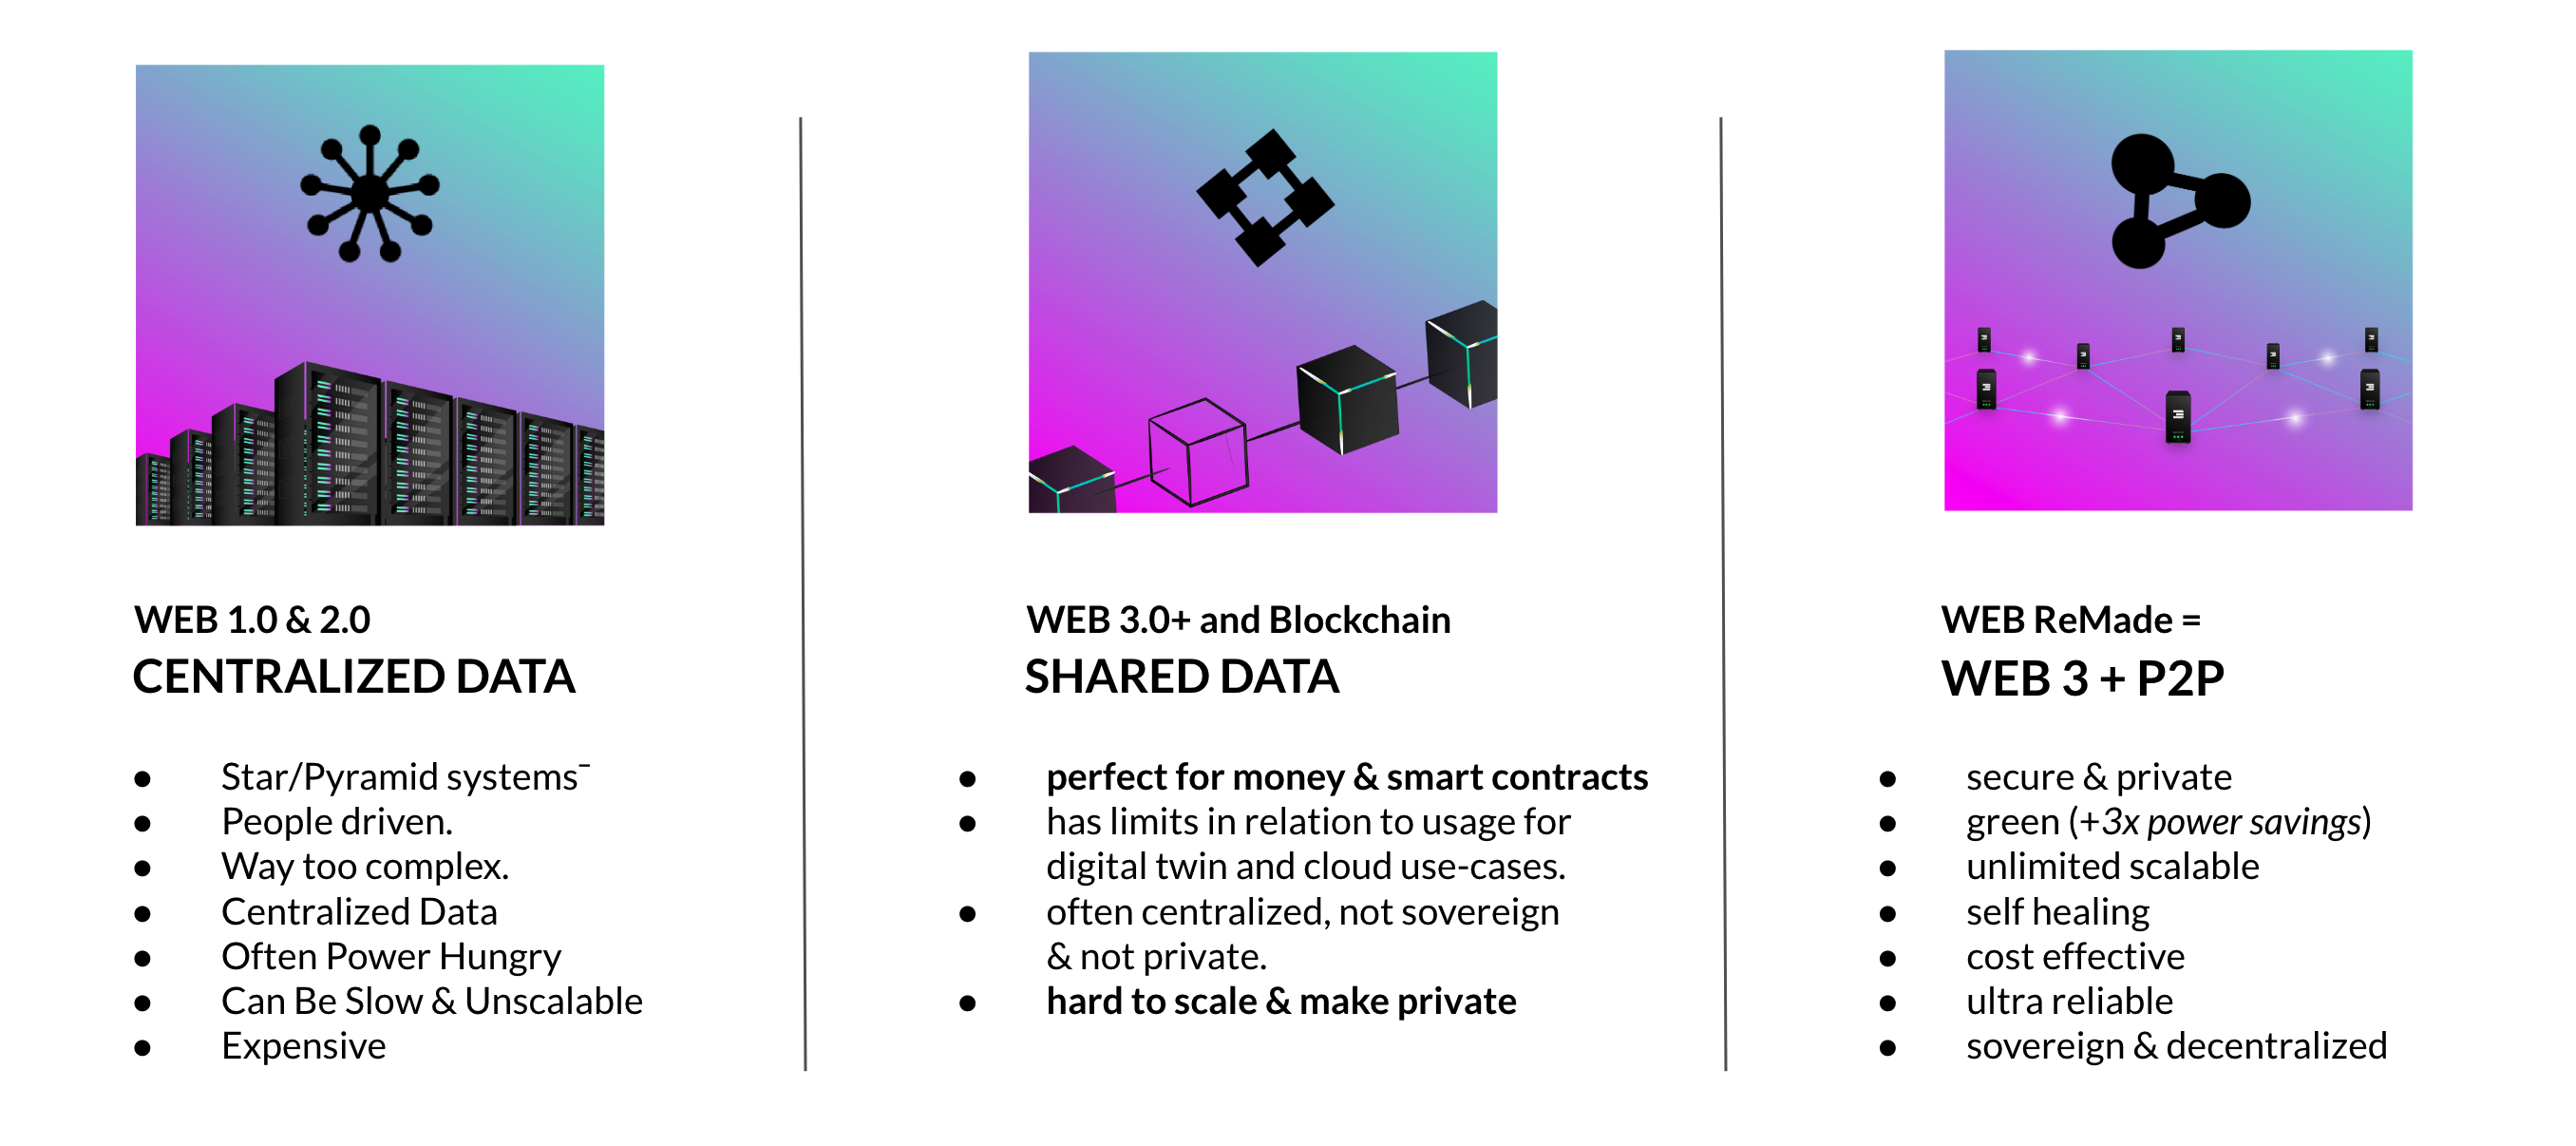 WEB 1.0 & 2.0
CENTRALIZED DATA
● Star/Pyramid systems¯
● People driven.
● Way too complex.
● Centralized Data
● Often Power Hungry
● Can Be Slow & Unscalable
● Expensive
WEB 3.0+ and Blockchain
SHARED DATA
● perfect for money & smart contracts
● has limits in relation to usage for
digital twin and cloud use-cases.
● often centralized, not sovereign
& not private.
● hard to scale & make private
WEB ReMade =
WEB 3 + P2P
● secure & private
● green (+3x power savings)
● unlimited scalable
● self healing
● cost effective
● ultra reliable
● sovereign & decentralized